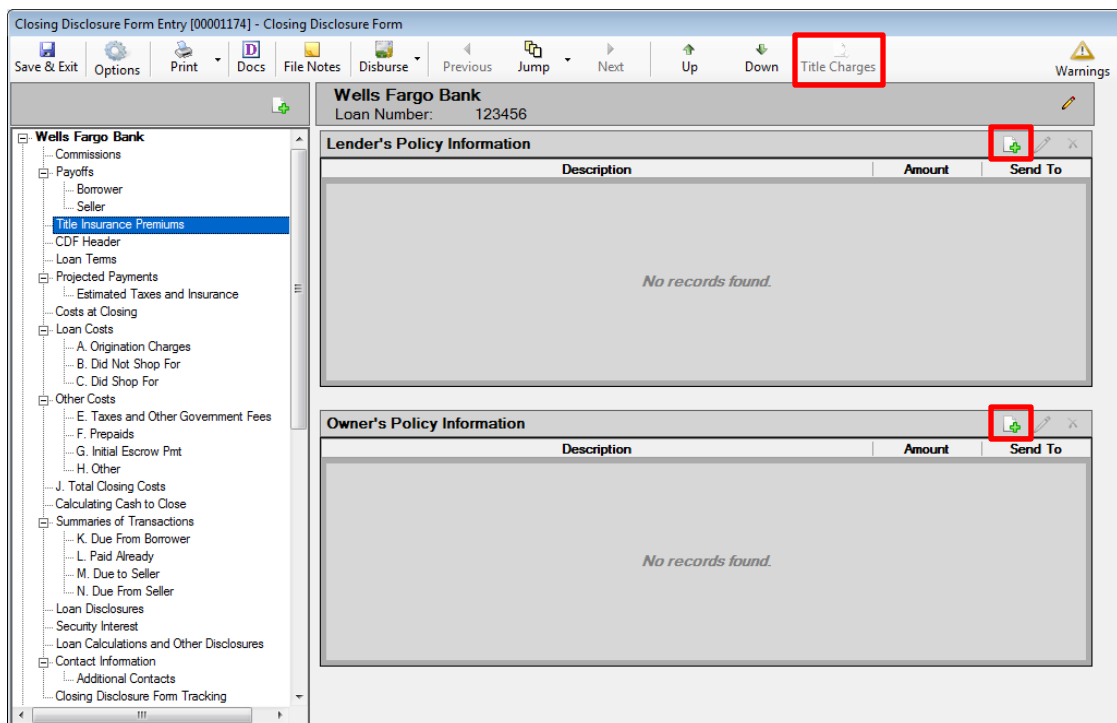 Closing Disclosure Form Entry [00001174] - Closing Disclosure Form
Save & Exit Options Print Docs File Notes Disburse Previous Jump Next Up Down Title Charges Warnings
Wells Fargo Bank
Loan Number: 123456
Wells Fargo Bank
Commissions
Payoffs
Borrower
Seller
Title Insurance Premiums
CDF Header
Loan Terms
Projected Payments
Estimated Taxes and Insurance
Costs at Closing
Loan Costs
A. Origination Charges
B. Did Not Shop For
C. Did Shop For
Other Costs
E. Taxes and Other Government Fees
F. Prepaids
G. Initial Escrow Pmt
H. Other
J. Total Closing Costs
Calculating Cash to Close
Summaries of Transactions
K. Due From Borrower
L. Paid Already
M. Due to Seller
N. Due From Seller
Loan Disclosures
Security Interest
Loan Calculations and Other Disclosures
Contact Information
Additional Contacts
Closing Disclosure Form Tracking
Lender's Policy Information
Description Amount Send To
No records found.
Owner's Policy Information
Description Amount Send To
No records found.